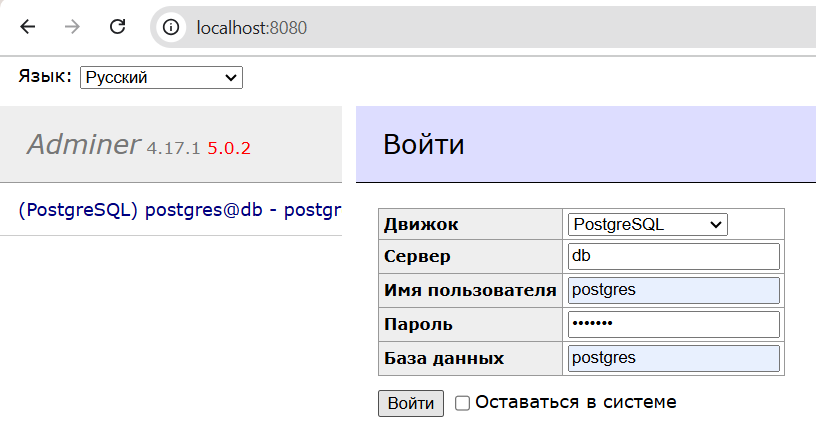 localhost:8080
Язык: Русский
Adminer 4.17.1 5.0.2
Войти
(PostgreSQL) postgres@db - postgr
Движок PostgreSQL
Сервер db
Имя пользователя postgres
Пароль •••••••
База данных postgres
Войти Оставаться в системе